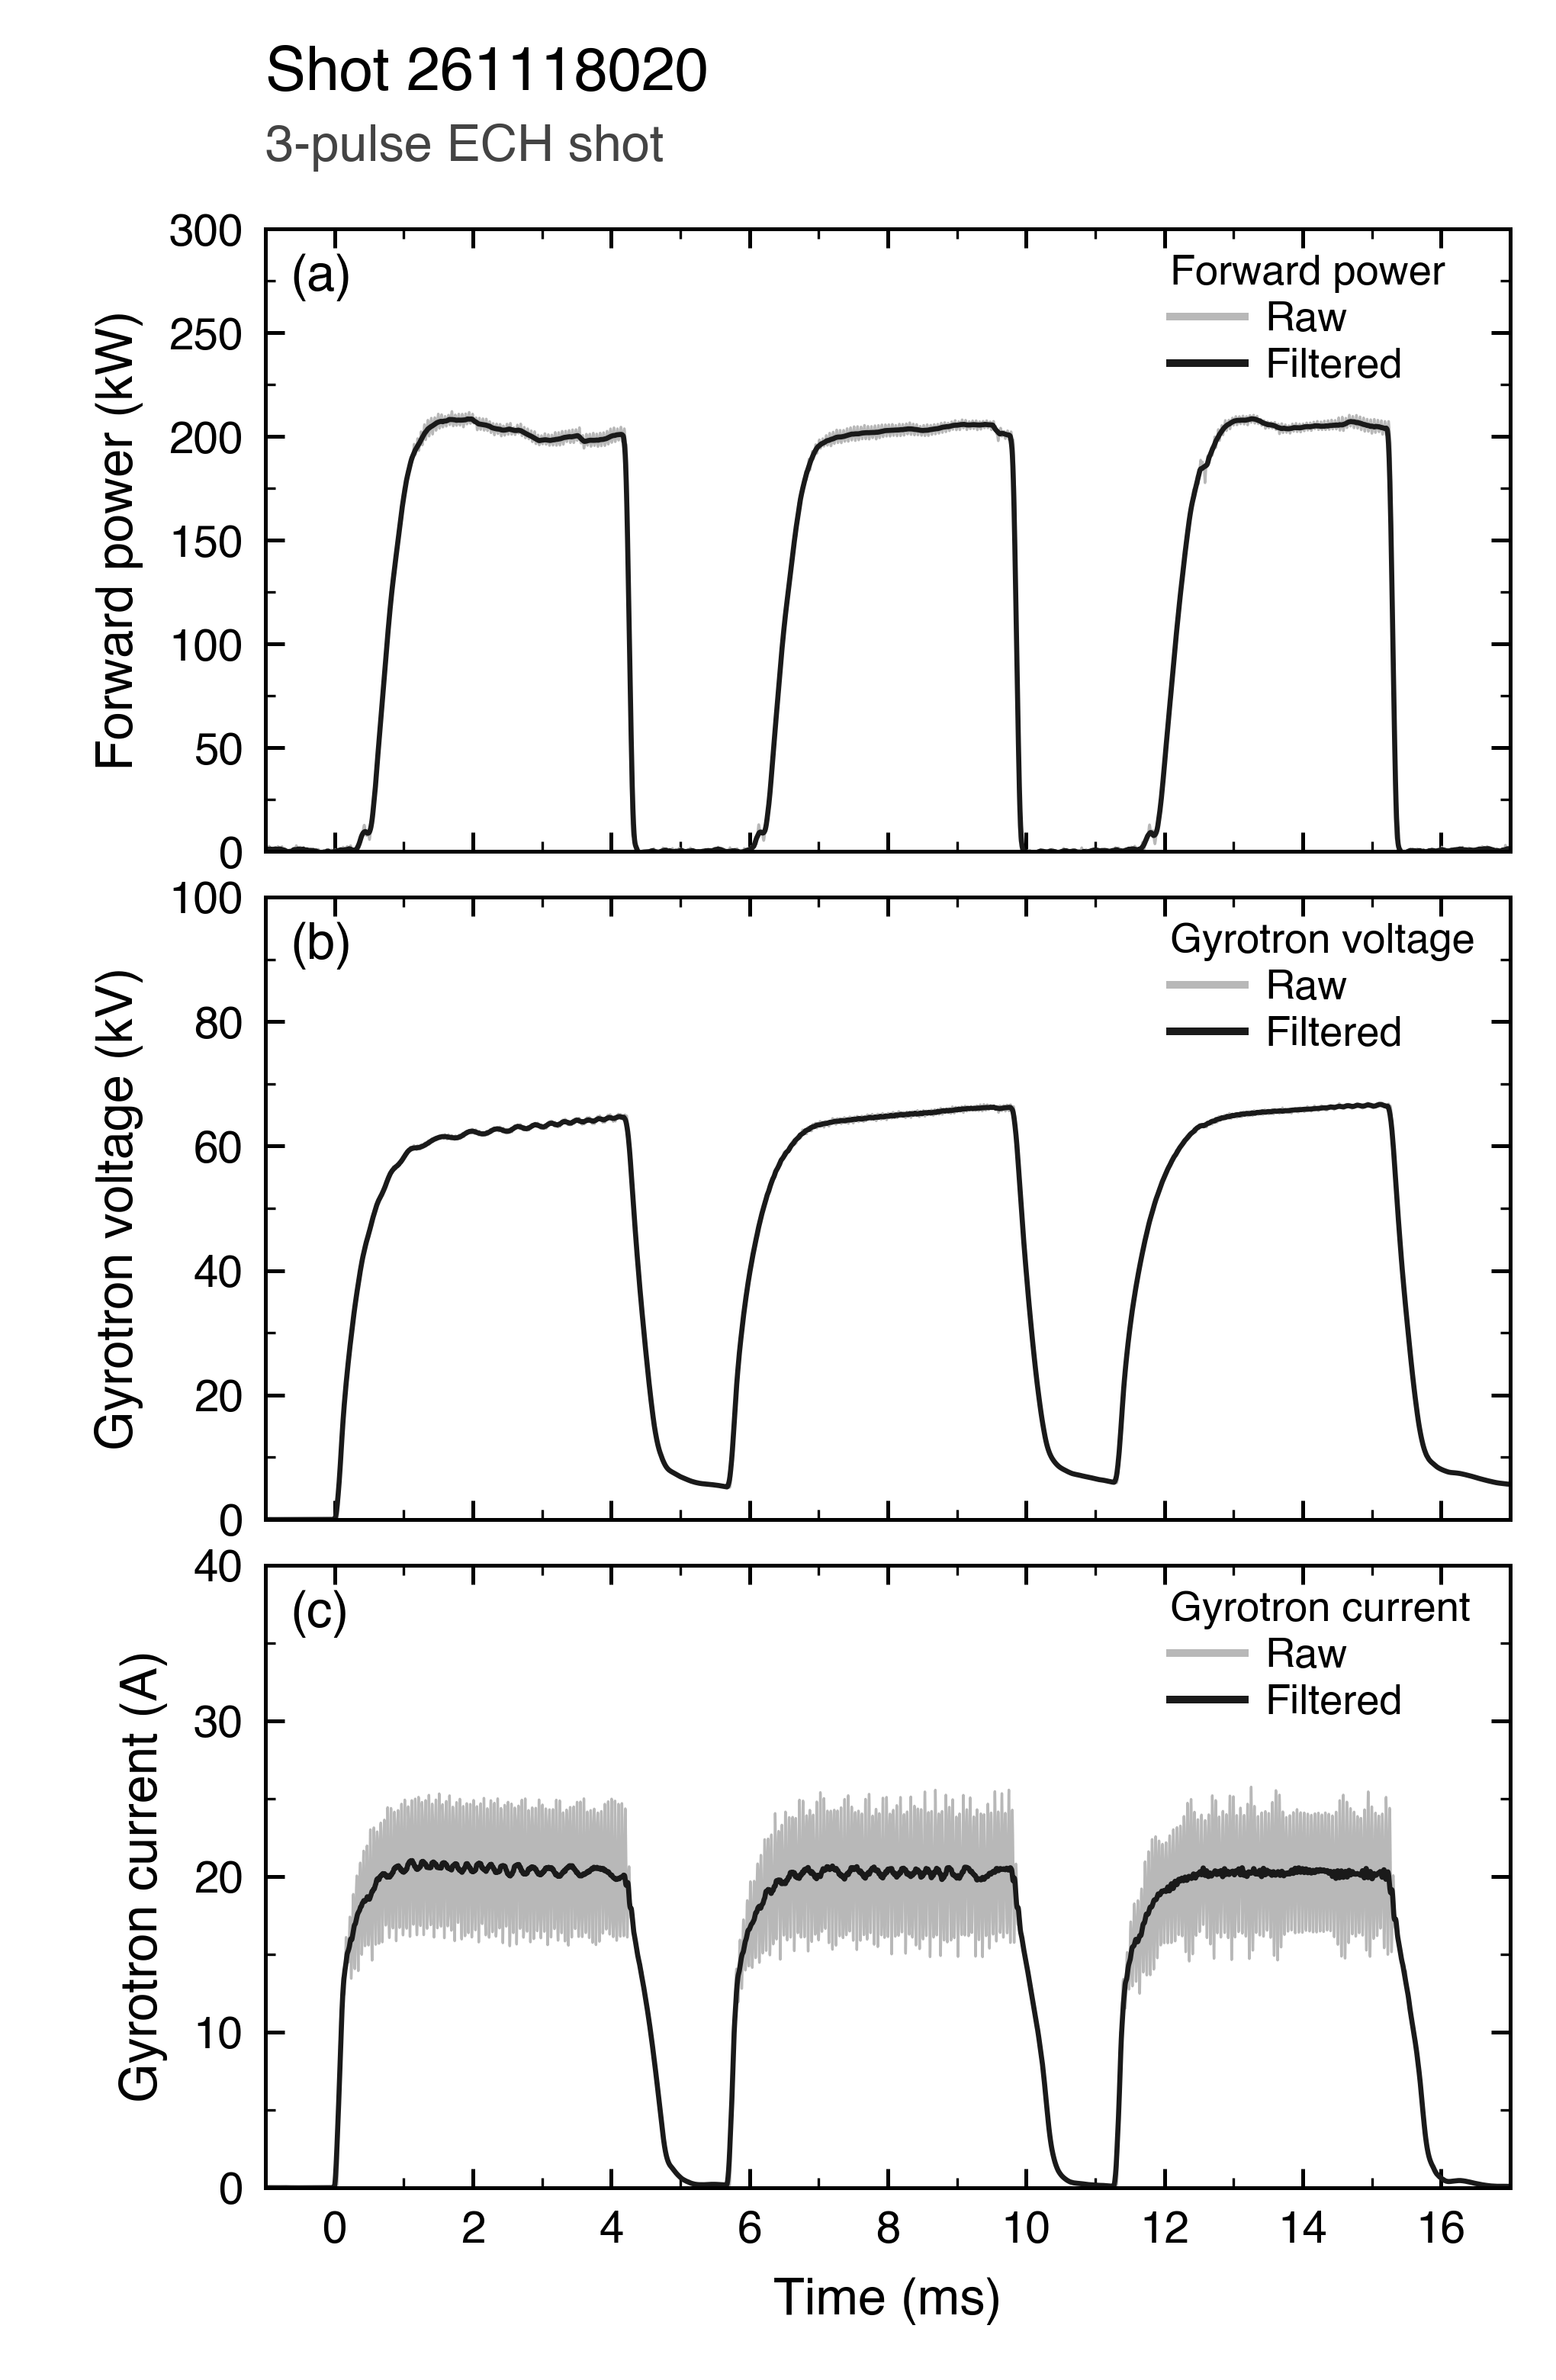 Shot 261118020
3-pulse ECH shot
300
250
200
150
100
50
0
Forward power (kW)
(a)
Forward power
Raw
Filtered
100
80
60
40
20
0
Gyrotron voltage (kV)
(b)
Gyrotron voltage
Raw
Filtered
40
30
20
10
0
Gyrotron current (A)
(c)
Gyrotron current
Raw
Filtered
0 2 4 6 8 10 12 14 16
Time (ms)